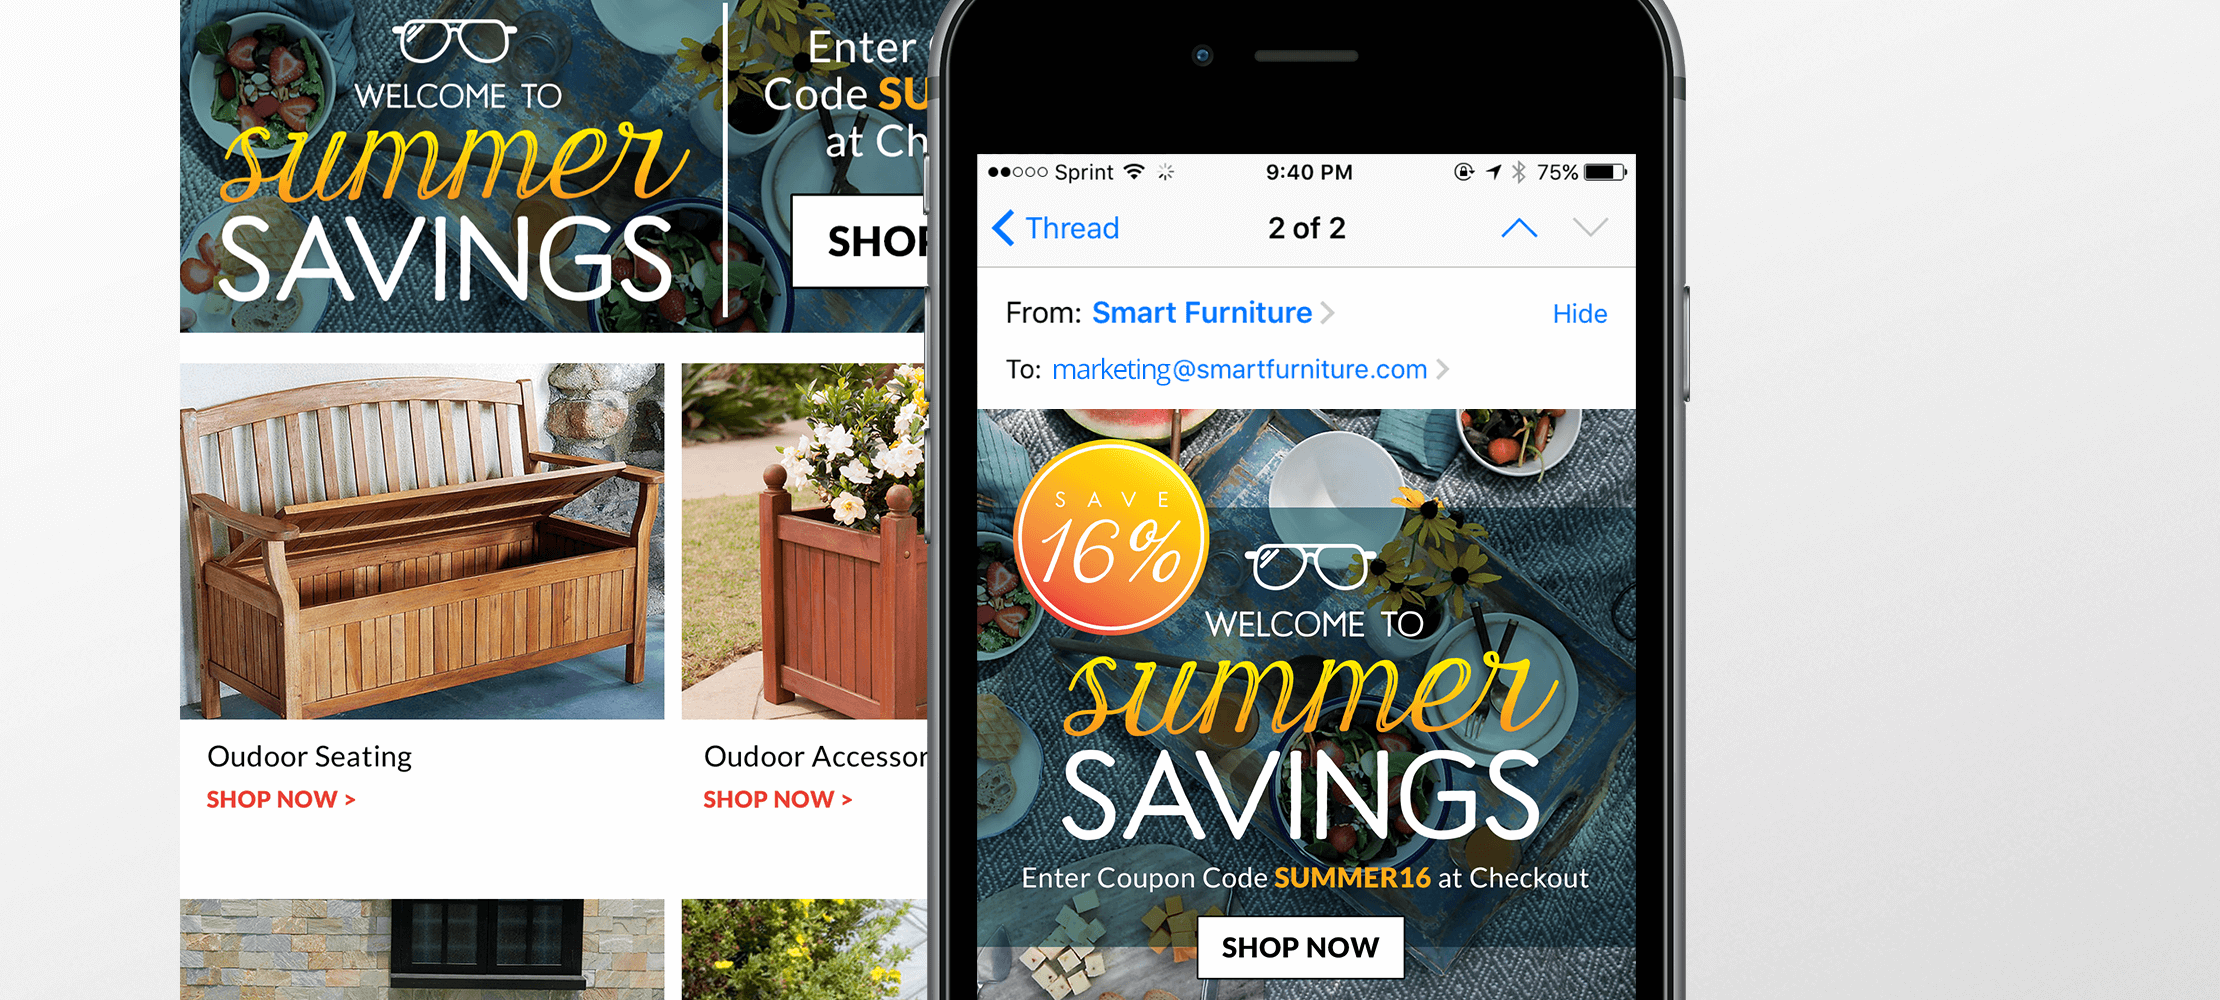 WELCOME TO
summer
SAVINGS
Enter
Code SU
at Ch
SHOP
Oudoor Seating
SHOP NOW >
Oudoor Accessor
SHOP NOW >
Sprint 9:40 PM 75%
Thread 2 of 2
From: Smart Furniture Hide
To: marketing@smartfurniture.com
SAVE
16%
WELCOME TO
summer
SAVINGS
Enter Coupon Code SUMMER16 at Checkout
SHOP NOW